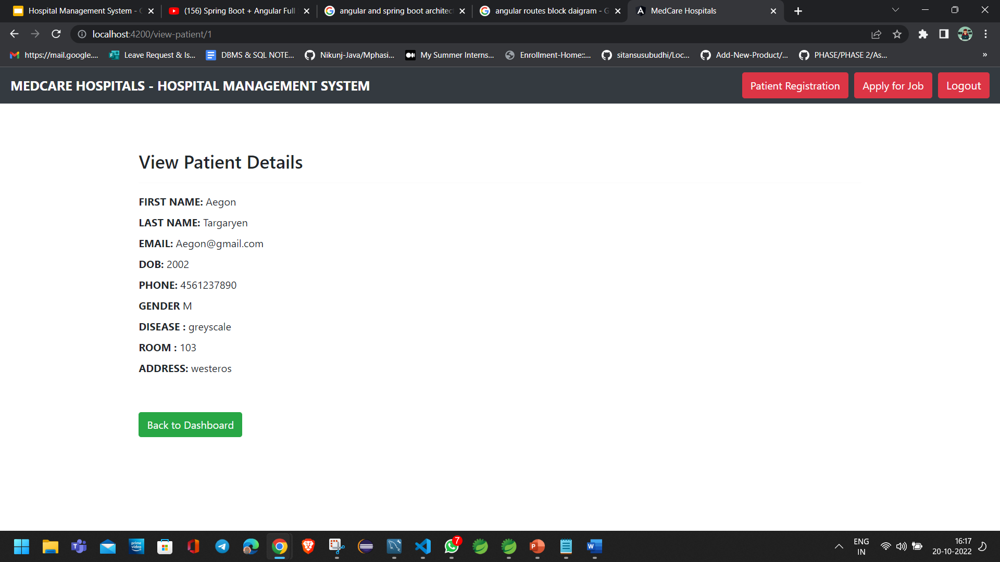 Hospital Management System -
(156) Spring Boot + Angular Full
angular and spring boot architec
angular routes block daigram - G
MedCare Hospitals
localhost:4200/view-patient/1
https://mail.google....
Leave Request & Is...
DBMS & SQL NOTE...
Nikunj-Java/Mphasi...
My Summer Interns...
Enrollment-Home::...
sitansusubudhi/Loc...
Add-New-Product/...
PHASE/PHASE 2/As...
»
MEDCARE HOSPITALS - HOSPITAL MANAGEMENT SYSTEM
Patient Registration
Apply for Job
Logout
View Patient Details
FIRST NAME: Aegon
LAST NAME: Targaryen
EMAIL: Aegon@gmail.com
DOB: 2002
PHONE: 4561237890
GENDER M
DISEASE : greyscale
ROOM : 103
ADDRESS: westeros
Back to Dashboard
prime video
7
ENG
IN
16:17
20-10-2022